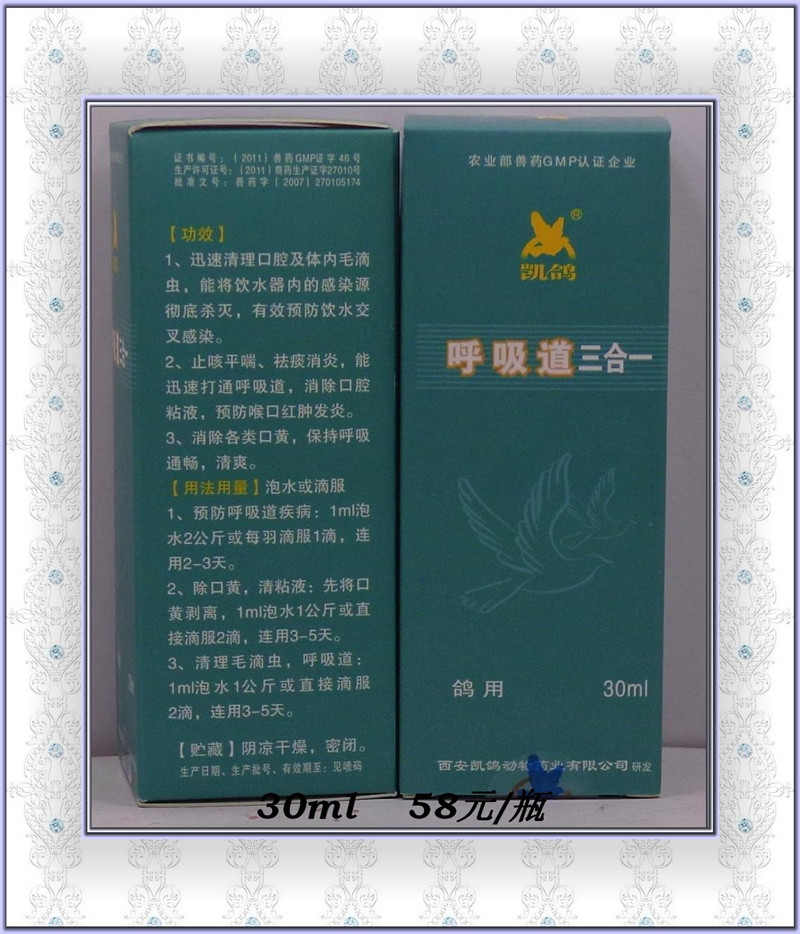 证书编号：（2011）兽药GMP证字46号
生产许可证号：（2011）兽药生产证字27010号
批准文号：兽药字（2007）270105174
【功效】
1、迅速清理口腔及体内毛滴
虫，能将饮水器内的感染源
彻底杀灭，有效预防饮水交
叉感染。
2、止咳平喘、祛痰消炎，能
迅速打通呼吸道，消除口腔
粘液，预防喉口红肿发炎。
3、消除各类口黄，保持呼吸
通畅，清爽。
【用法用量】泡水或滴服
1、预防呼吸道疾病：1ml泡
水2公斤或每羽滴服1滴，连
用2-3天。
2、除口黄，清粘液：先将口
黄剥离，1ml泡水1公斤或直
接滴服2滴，连用3-5天。
3、清理毛滴虫，呼吸道：
1ml泡水1公斤或直接滴服
2滴，连用3-5天。
【贮藏】阴凉干燥，密闭。
生产日期、生产批号、有效期至：见喷码
农业部兽药GMP认证企业
®
凯鸽
呼吸道三合一
鸽用 30ml
西安凯鸽动物药业有限公司研发
30ml 58元/瓶